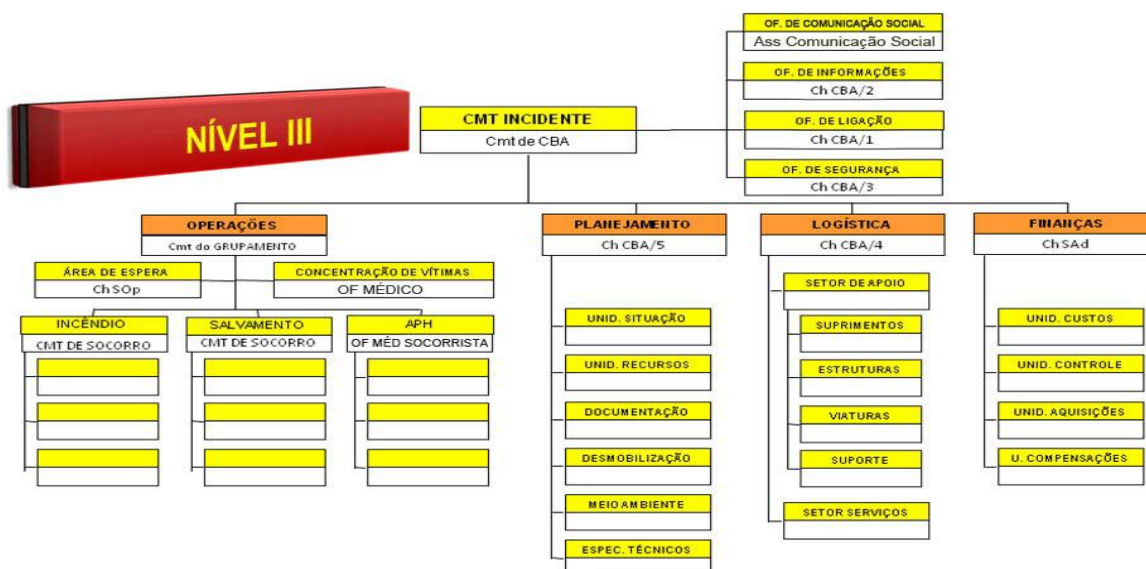 NÍVEL III
CMT INCIDENTE
Cmt de CBA
OF. DE COMUNICAÇÃO SOCIAL
Ass Comunicação Social
OF. DE INFORMAÇÕES
Ch CBA/2
OF. DE LIGAÇÃO
Ch CBA/1
OF. DE SEGURANÇA
Ch CBA/3
OPERAÇÕES
Cmt do GRUPAMENTO
ÁREA DE ESPERA
Ch SOp
CONCENTRAÇÃO DE VÍTIMAS
OF MÉDICO
INCÊNDIO
CMT DE SOCORRO
SALVAMENTO
CMT DE SOCORRO
APH
OF MÉD SOCORRISTA
PLANEJAMENTO
Ch CBA/5
UNID. SITUAÇÃO
UNID. RECURSOS
DOCUMENTAÇÃO
DESMOBILIZAÇÃO
MEIO AMBIENTE
ESPEC. TÉCNICOS
LOGÍSTICA
Ch CBA/4
SETOR DE APOIO
SUPRIMENTOS
ESTRUTURAS
VIATURAS
SUPORTE
SETOR SERVIÇOS
FINANÇAS
Ch SAd
UNID. CUSTOS
UNID. CONTROLE
UNID. AQUISIÇÕES
U. COMPENSAÇÕES